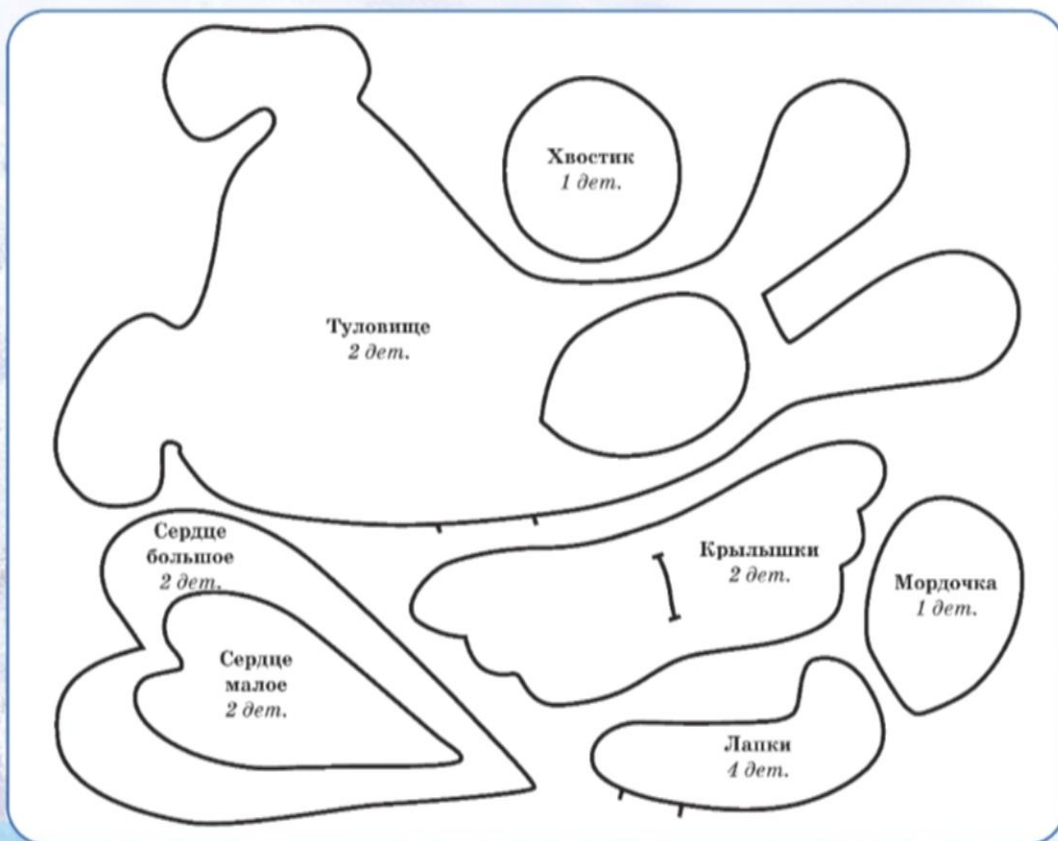 Хвостик
1 дет.
Туловище
2 дет.
Сердце
большое
2 дет.
Крылышки
2 дет.
Мордочка
1 дет.
Сердце
малое
2 дет.
Лапки
4 дет.